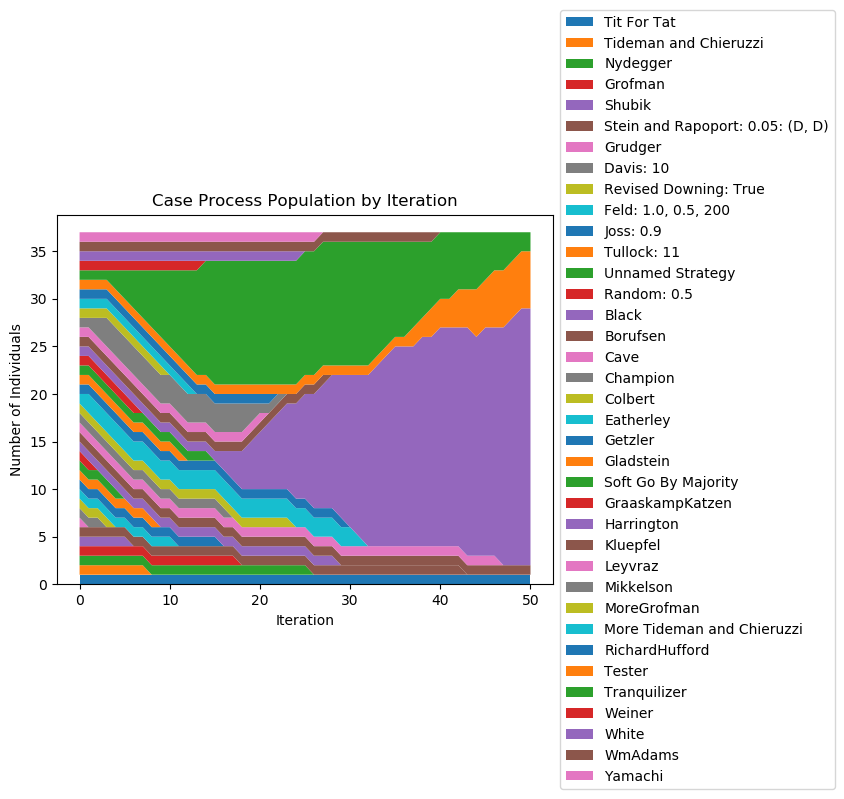 Case Process Population by Iteration
Number of Individuals
35
30
25
20
15
10
5
0
0 10 20 30 40 50
Iteration
Tit For Tat
Tideman and Chieruzzi
Nydegger
Grofman
Shubik
Stein and Rapoport: 0.05: (D, D)
Grudger
Davis: 10
Revised Downing: True
Feld: 1.0, 0.5, 200
Joss: 0.9
Tullock: 11
Unnamed Strategy
Random: 0.5
Black
Borufsen
Cave
Champion
Colbert
Eatherley
Getzler
Gladstein
Soft Go By Majority
GraaskampKatzen
Harrington
Kluepfel
Leyvraz
Mikkelson
MoreGrofman
More Tideman and Chieruzzi
RichardHufford
Tester
Tranquilizer
Weiner
White
WmAdams
Yamachi